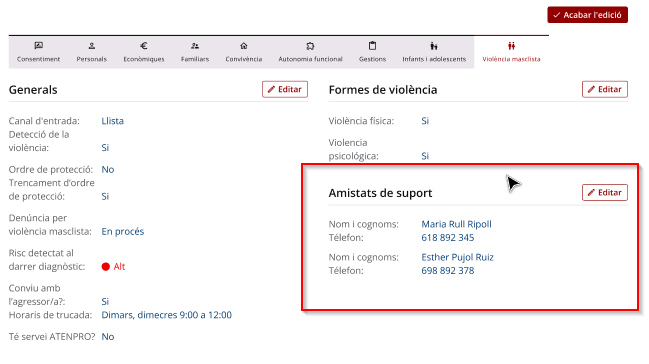 Acabar l'edició
Consentiment Personals Econòmiques Familiars Convivència Autonomia funcional Gestions Infants i adolescents Violència masclista
Generals Editar
Canal d'entrada: Llista
Detecció de la
violència: Si
Ordre de protecció: No
Trencament d'ordre
de protecció: Si
Denúncia per
violència masclista: En procés
Risc detectat al
darrer diagnòstic: Alt
Conviu amb
l'agressor/a?: Si
Horaris de trucada: Dimars, dimecres 9:00 a 12:00
Té servei ATENPRO? No
Formes de violència Editar
Violència física: Si
Violencia
psicològica: Si
Amistats de suport Editar
Nom i cognoms: Maria Rull Ripoll
Télefon: 618 892 345
Nom i cognoms: Esther Pujol Ruiz
Télefon: 698 892 378